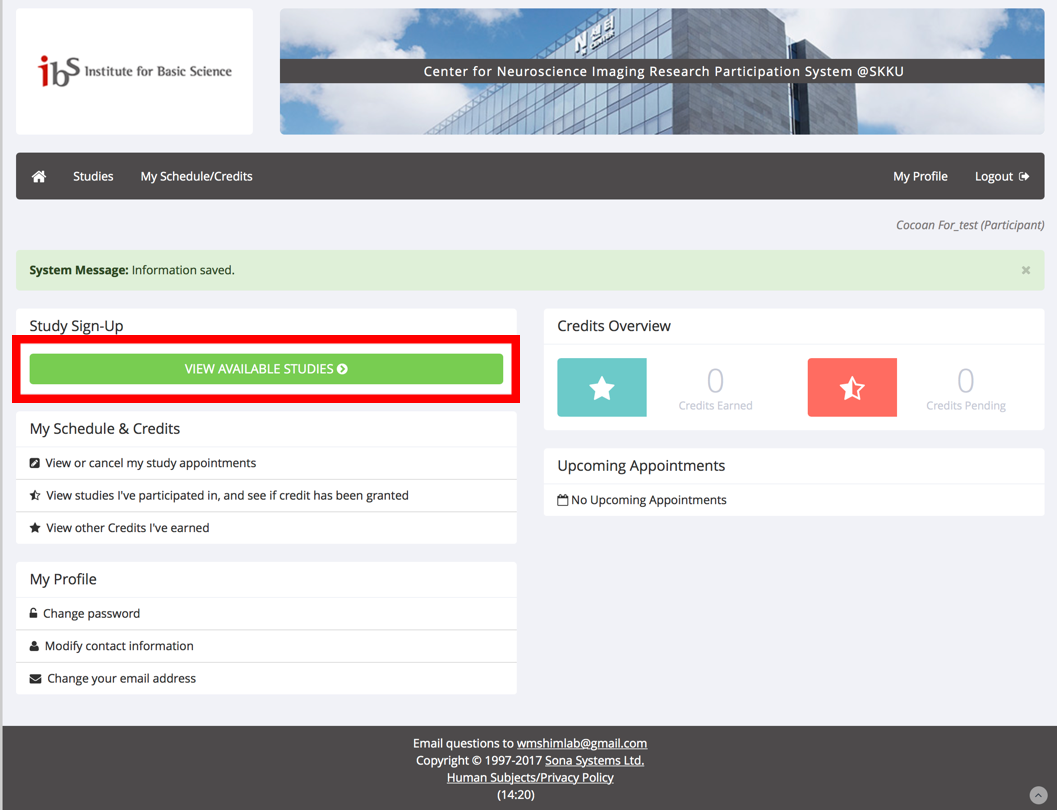 ibS Institute for Basic Science
N 센터
Center
Center for Neuroscience Imaging Research Participation System @SKKU
Studies
My Schedule/Credits
My Profile
Logout
Cocoan For_test (Participant)
System Message: Information saved.
×
Study Sign-Up
VIEW AVAILABLE STUDIES
My Schedule & Credits
View or cancel my study appointments
View studies I've participated in, and see if credit has been granted
View other Credits I've earned
My Profile
Change password
Modify contact information
Change your email address
Credits Overview
0
Credits Earned
0
Credits Pending
Upcoming Appointments
No Upcoming Appointments
Email questions to wmshimlab@gmail.com
Copyright © 1997-2017 Sona Systems Ltd.
Human Subjects/Privacy Policy
(14:20)